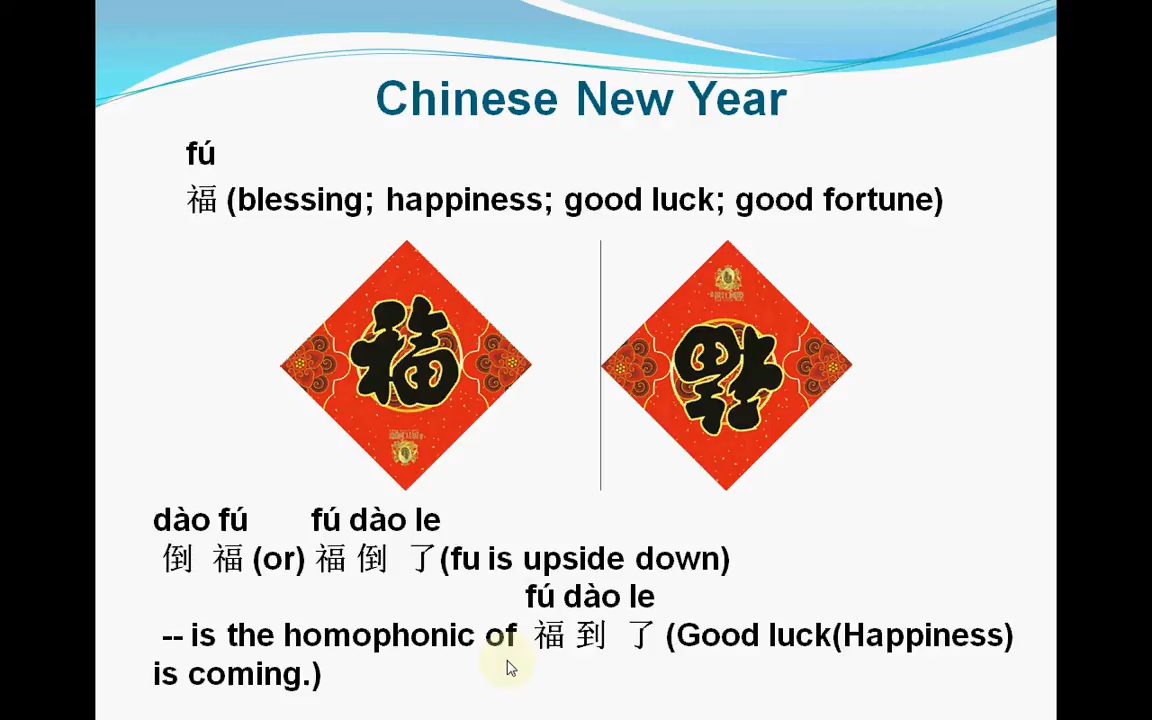 Chinese New Year
fú
福 (blessing; happiness; good luck; good fortune)
福
福
dào fú fú dào le
倒 福 (or) 福 倒 了(fu is upside down)
fú dào le
-- is the homophonic of 福 到 了 (Good luck(Happiness)
is coming.)